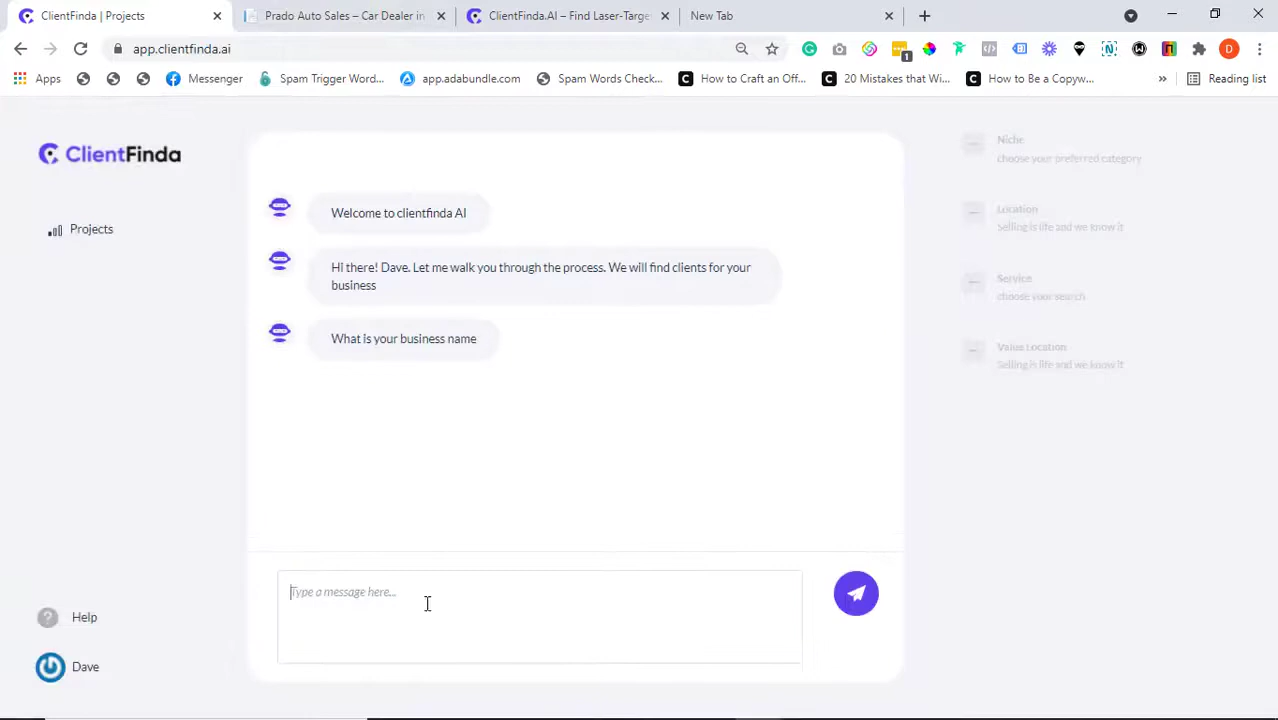 ClientFinda | Projects
Prado Auto Sales – Car Dealer in
ClientFinda.AI – Find Laser-Targe
New Tab
app.clientfinda.ai
1
D
Apps
Messenger
Spam Trigger Word...
app.adabundle.com
Spam Words Check...
How to Craft an Off...
20 Mistakes that Wi...
How to Be a Copyw...
»
Reading list
ClientFinda
Projects
Welcome to clientfinda AI
Hi there! Dave. Let me walk you through the process. We will find clients for your
business
What is your business name
Type a message here...
Niche
choose your preferred category
Location
Selling is life and we know it
Service
choose your search
Value Location
Selling is life and we know it
Help
Dave